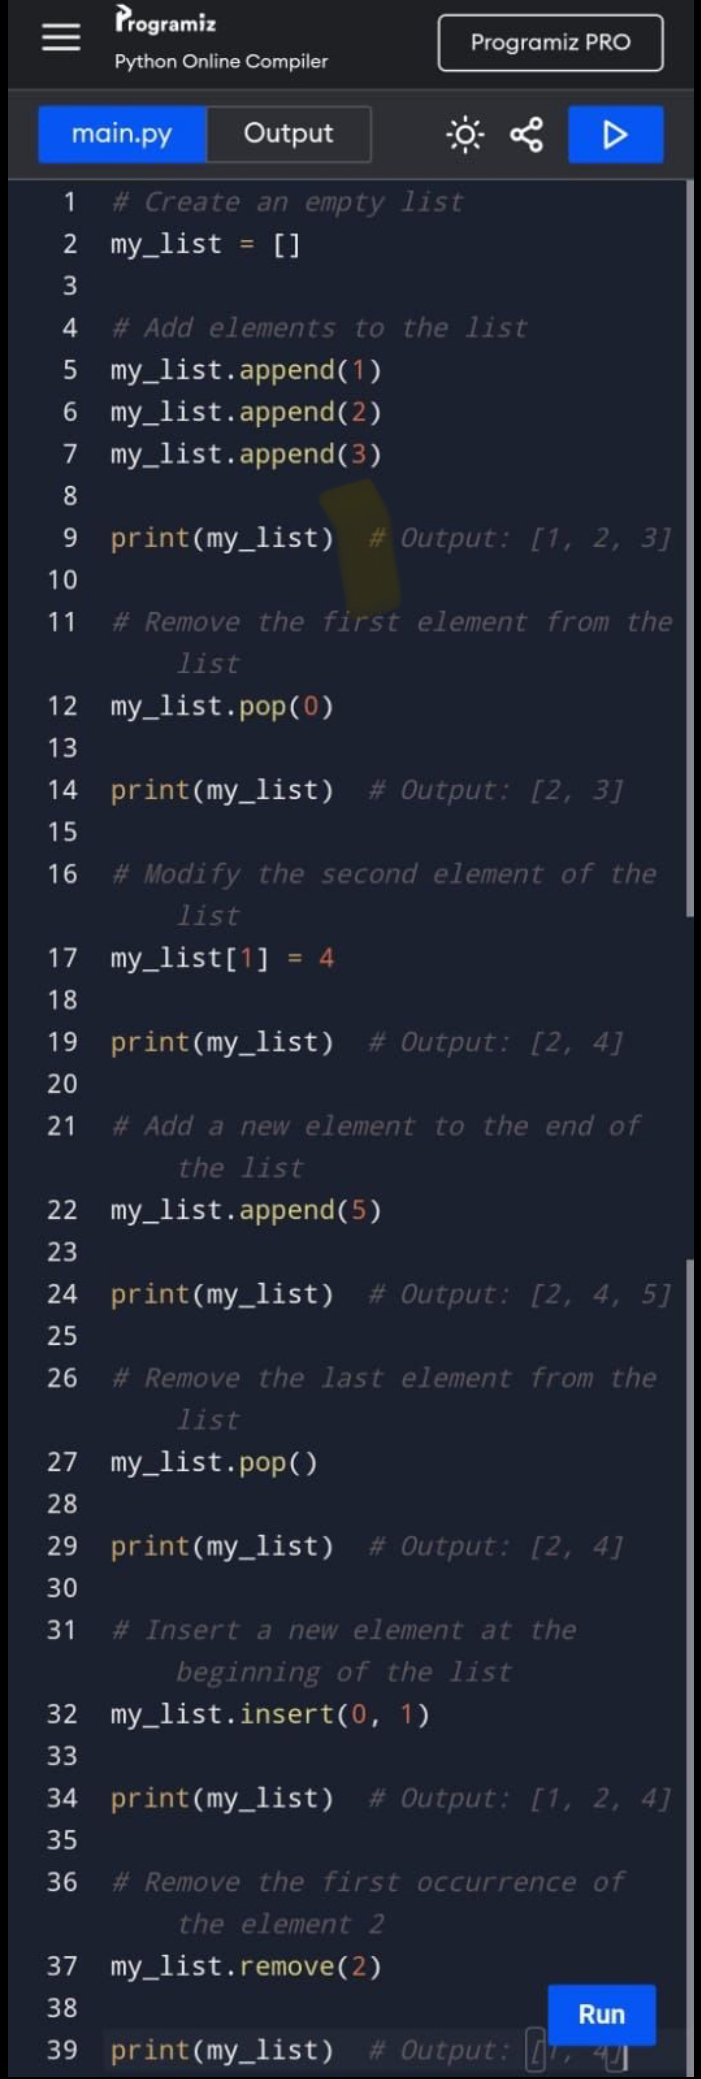 Programiz
Python Online Compiler
Programiz PRO
main.py Output
1 # Create an empty list
2 my_list = []
3
4 # Add elements to the list
5 my_list.append(1)
6 my_list.append(2)
7 my_list.append(3)
8
9 print(my_list)  # Output: [1, 2, 3]
10
11 # Remove the first element from the
list
12 my_list.pop(0)
13
14 print(my_list)  # Output: [2, 3]
15
16 # Modify the second element of the
list
17 my_list[1] = 4
18
19 print(my_list)  # Output: [2, 4]
20
21 # Add a new element to the end of
the list
22 my_list.append(5)
23
24 print(my_list)  # Output: [2, 4, 5]
25
26 # Remove the last element from the
list
27 my_list.pop()
28
29 print(my_list)  # Output: [2, 4]
30
31 # Insert a new element at the
beginning of the list
32 my_list.insert(0, 1)
33
34 print(my_list)  # Output: [1, 2, 4]
35
36 # Remove the first occurrence of
the element 2
37 my_list.remove(2)
38
Run
39 print(my_list)  # Output: [1, 4]